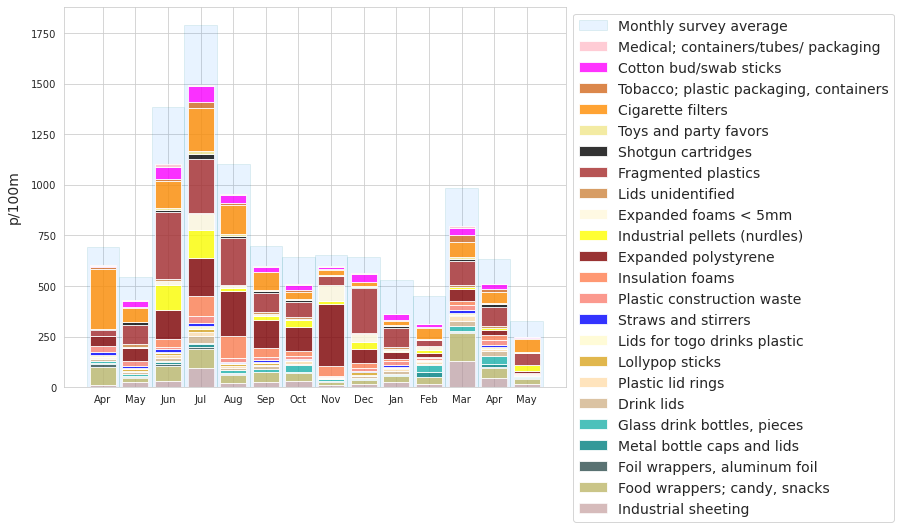 p/100m
1750
1500
1250
1000
750
500
250
0
Apr May Jun Jul Aug Sep Oct Nov Dec Jan Feb Mar Apr May
Monthly survey average
Medical; containers/tubes/ packaging
Cotton bud/swab sticks
Tobacco; plastic packaging, containers
Cigarette filters
Toys and party favors
Shotgun cartridges
Fragmented plastics
Lids unidentified
Expanded foams < 5mm
Industrial pellets (nurdles)
Expanded polystyrene
Insulation foams
Plastic construction waste
Straws and stirrers
Lids for togo drinks plastic
Lollypop sticks
Plastic lid rings
Drink lids
Glass drink bottles, pieces
Metal bottle caps and lids
Foil wrappers, aluminum foil
Food wrappers; candy, snacks
Industrial sheeting